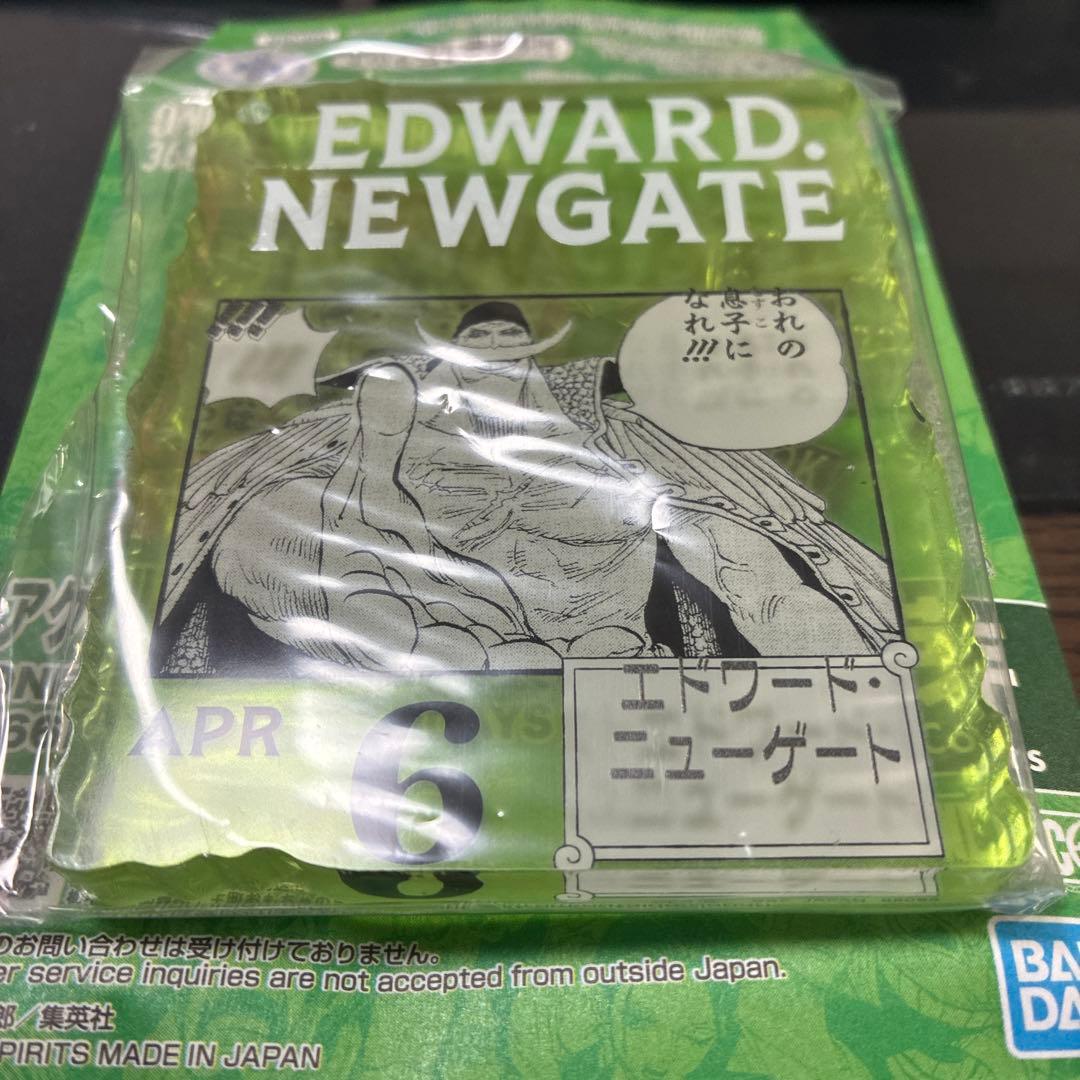 EDWARD.
NEWGATE
おれの
息子に
なれ!!!
APR
6
エドワード・
ニューゲート
のお問い合わせは受け付けておりません。
er service inquiries are not accepted from outside Japan.
郎／集英社
PIRITS MADE IN JAPAN
BA
DA